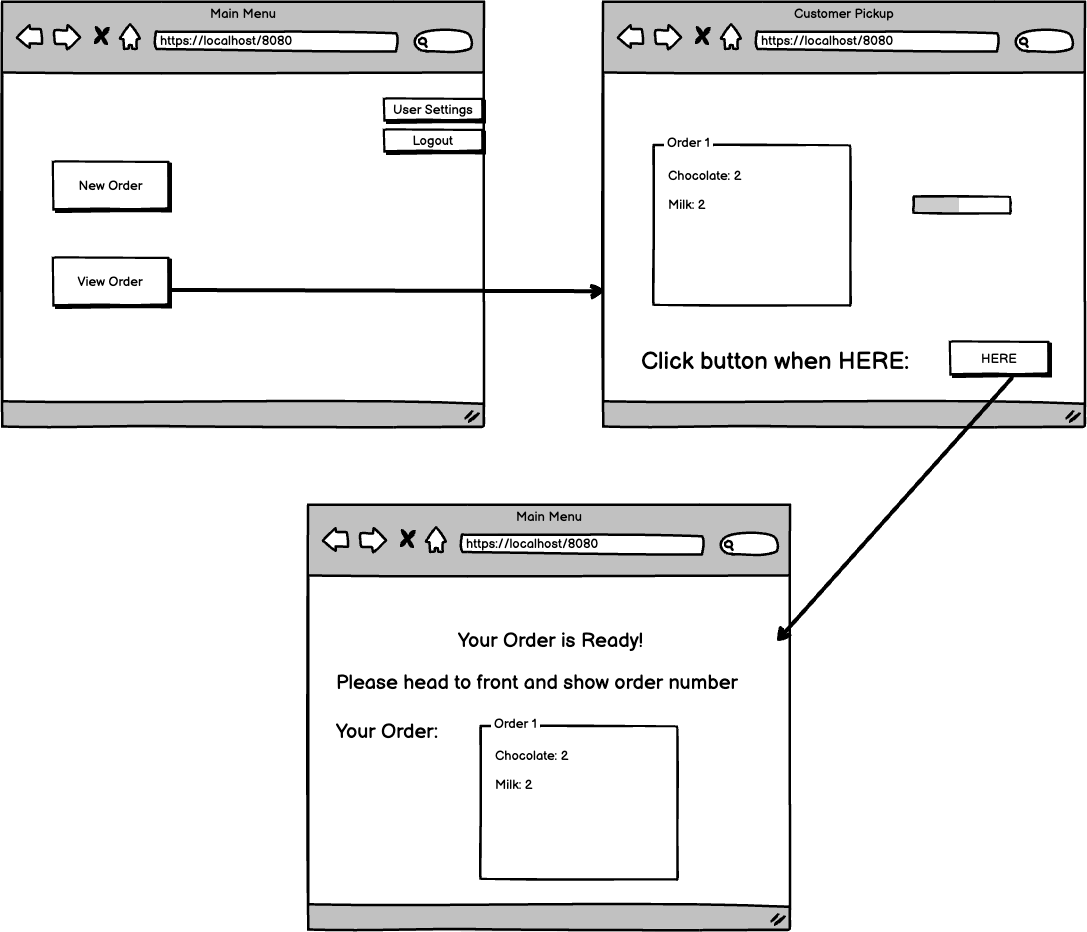 Main Menu
https://localhost/8080
User Settings
Logout
New Order
View Order
Customer Pickup
https://localhost/8080
Order 1
Chocolate: 2
Milk: 2
Click button when HERE:
HERE
Main Menu
https://localhost/8080
Your Order is Ready!
Please head to front and show order number
Your Order:
Order 1
Chocolate: 2
Milk: 2